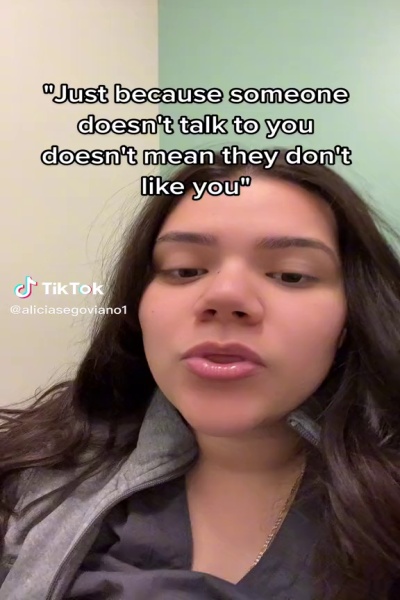 "Just because someone
doesn't talk to you
doesn't mean they don't
like you"
TikTok
@aliciasegoviano1